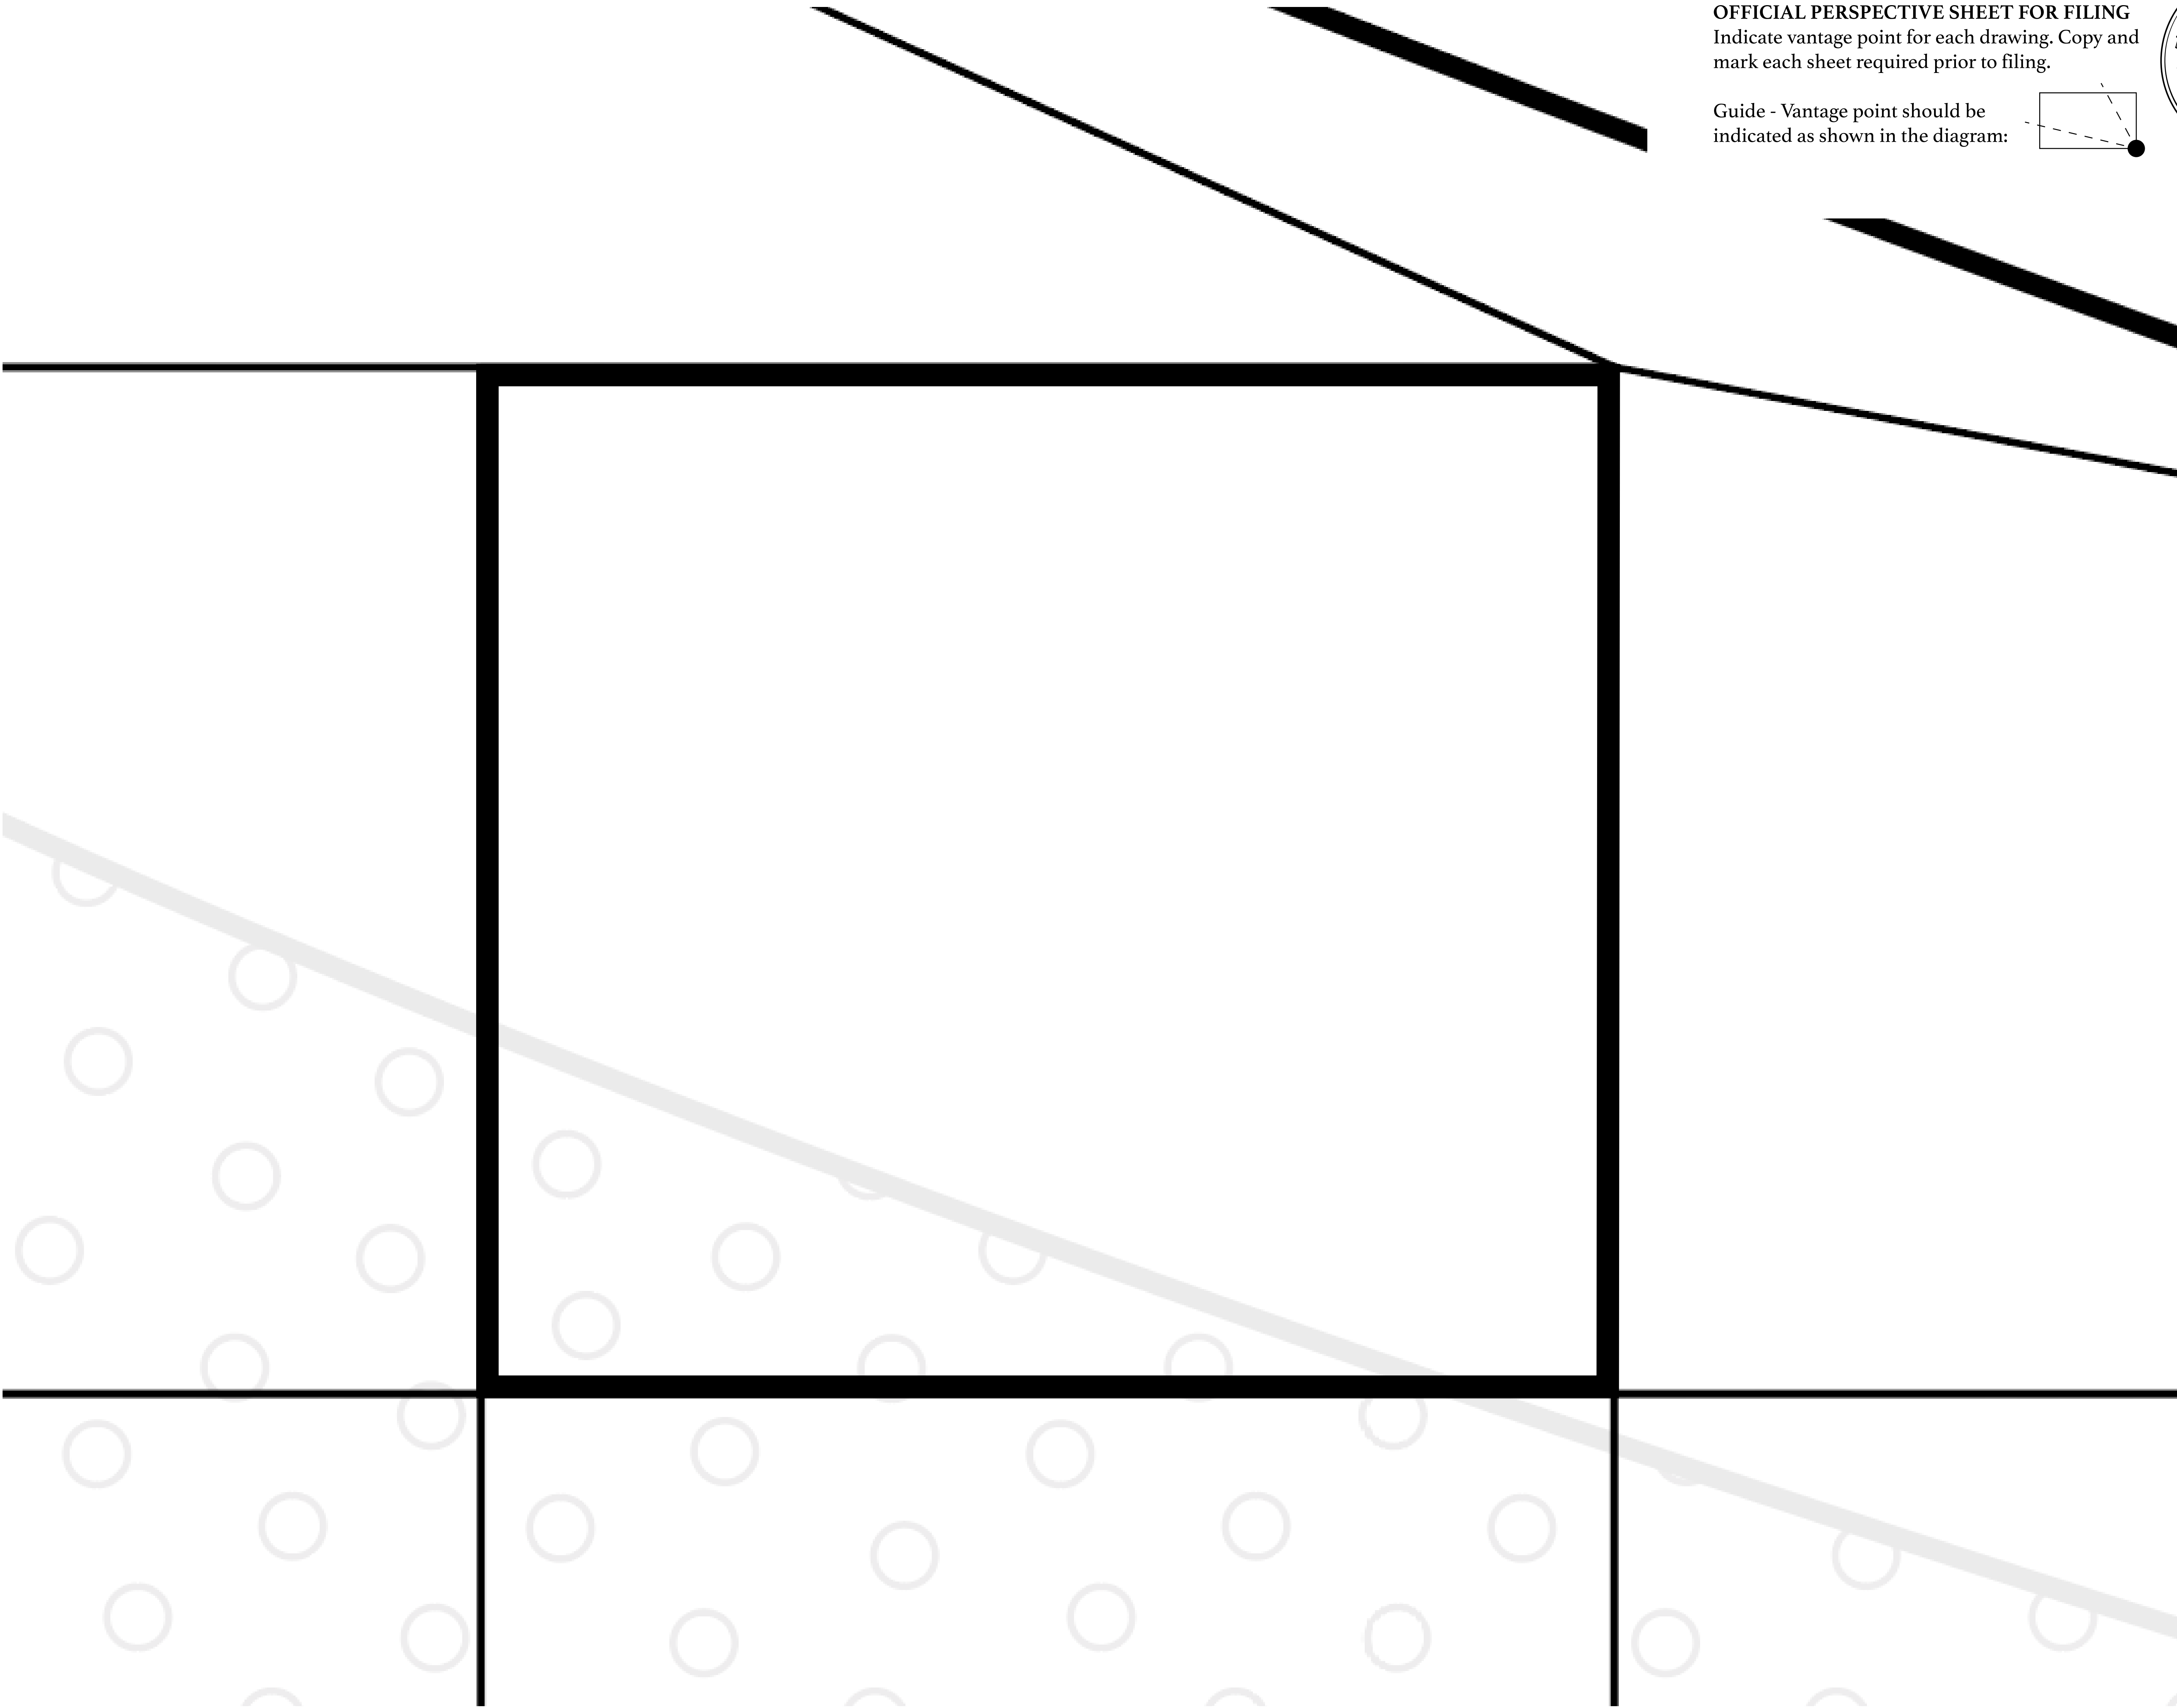 OFFICIAL PERSPECTIVE SHEET FOR FILING
Indicate vantage point for each drawing. Copy and
mark each sheet required prior to filing.
Guide - Vantage point should be
indicated as shown in the diagram: